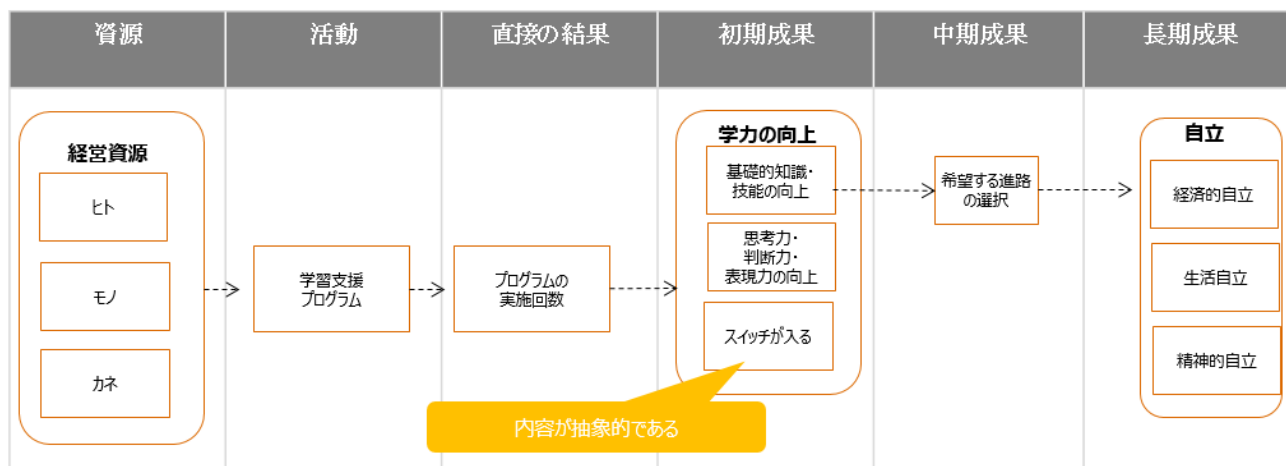 資源
活動
直接の結果
初期成果
中期成果
長期成果
経営資源
ヒト
モノ
カネ
学習支援
プログラム
プログラムの
実施回数
学力の向上
基礎的知識・
技能の向上
思考力・
判断力・
表現力の向上
スイッチが入る
内容が抽象的である
希望する進路
の選択
自立
経済的自立
生活自立
精神的自立